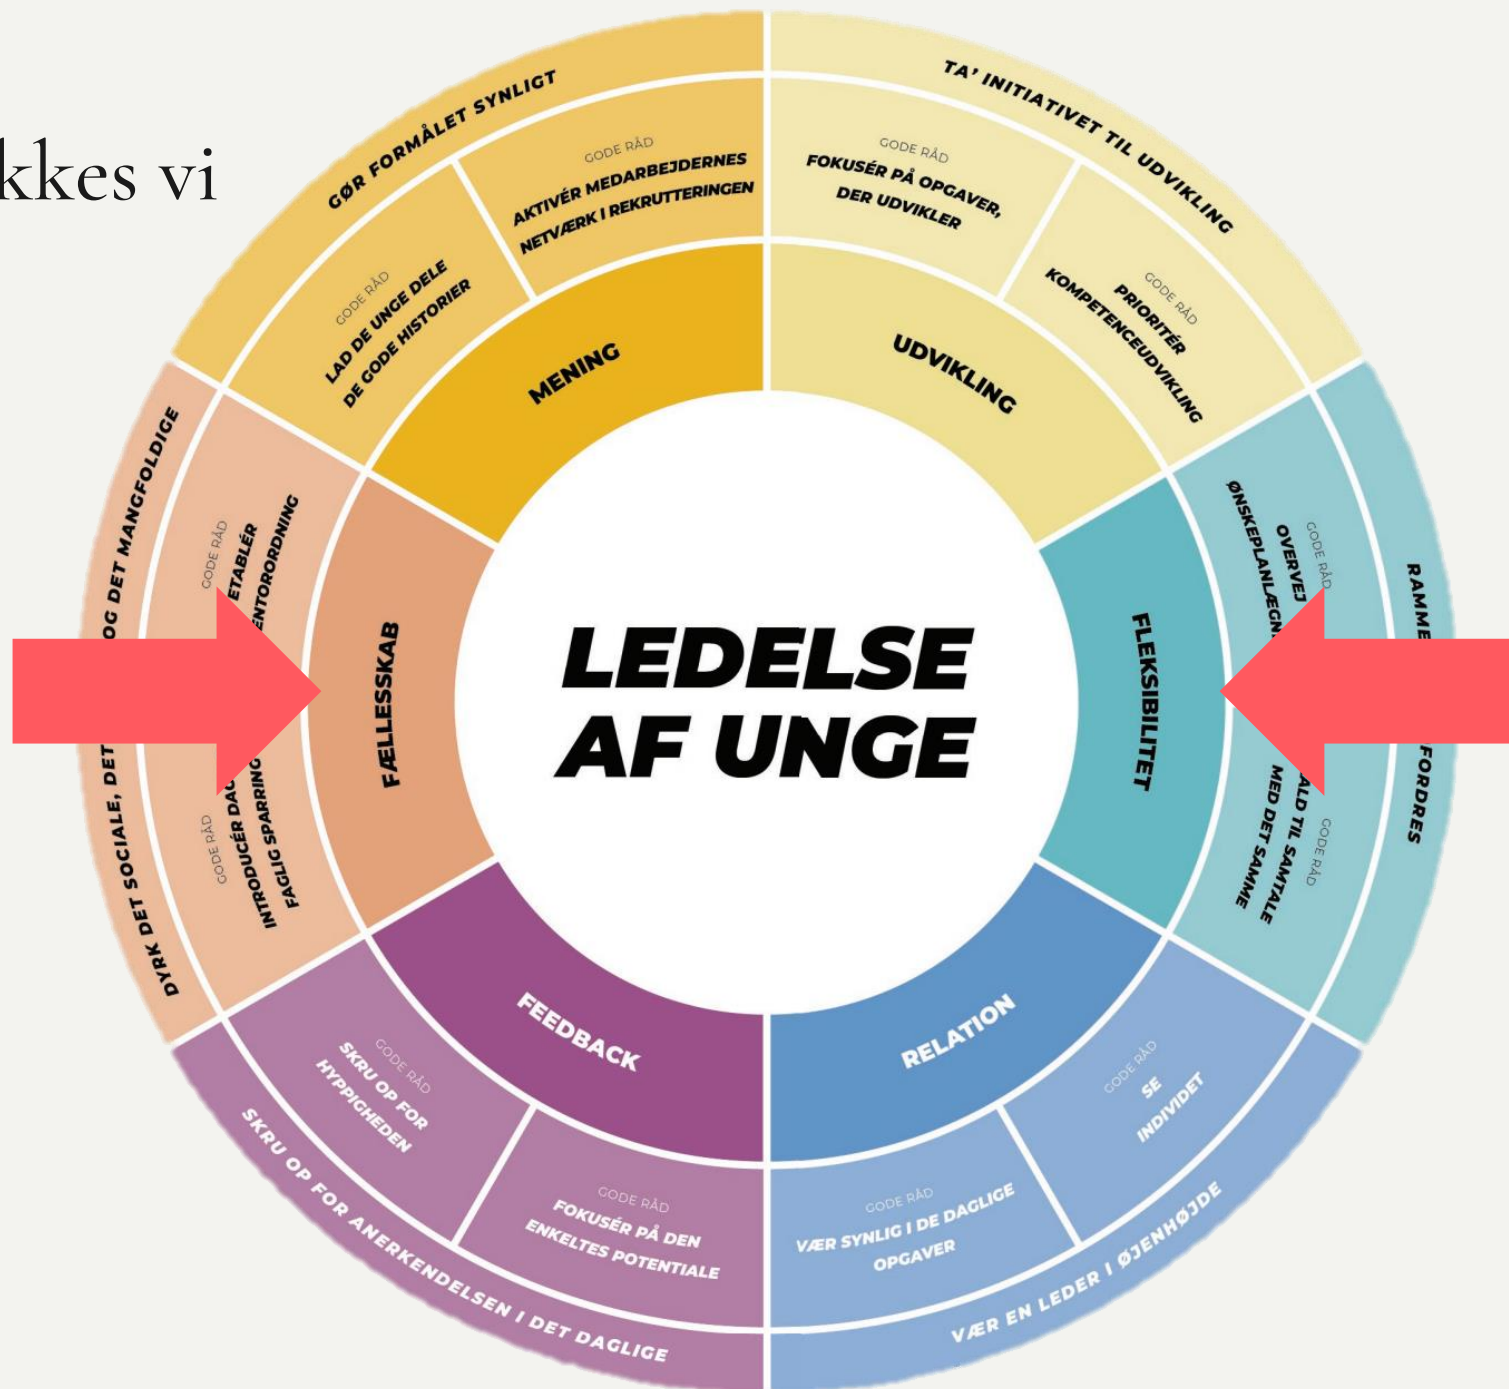 kkes vi
GØR FORMÅLET SYNLIGT
GODE RÅD
LAD DE UNGE DELE
DE GODE HISTORIER
GODE RÅD
AKTIVÉR MEDARBEJDERNES
NETVÆRK I REKRUTTERINGEN
MENING
TA' INITIATIVET TIL UDVIKLING
GODE RÅD
FOKUSÉR PÅ OPGAVER,
DER UDVIKLER
GODE RÅD
PRIORITÉR
KOMPETENCEUDVIKLING
UDVIKLING
RAMME
FORDRES
GODE RÅD
OVERVEJ
ØNSKEPLANLÆGN
GODE RÅD
ALD TIL SAMTALE
MED DET SAMME
FLEKSIBILITET
LEDELSE
AF UNGE
DYRK DET SOCIALE, DET
OG DET MANGFOLDIGE
GODE RÅD
ETABLÉR
ENTORORDNING
GODE RÅD
INTRODUCÉR DAG
FAGLIG SPARRING
FÆLLESSKAB
FEEDBACK
GODE RÅD
SKRU OP FOR
HYPPIGHEDEN
GODE RÅD
FOKUSÉR PÅ DEN
ENKELTES POTENTIALE
SKRU OP FOR ANERKENDELSEN I DET DAGLIGE
RELATION
GODE RÅD
SE
INDIVIDET
GODE RÅD
VÆR SYNLIG I DE DAGLIGE
OPGAVER
VÆR EN LEDER I ØJENHØJDE